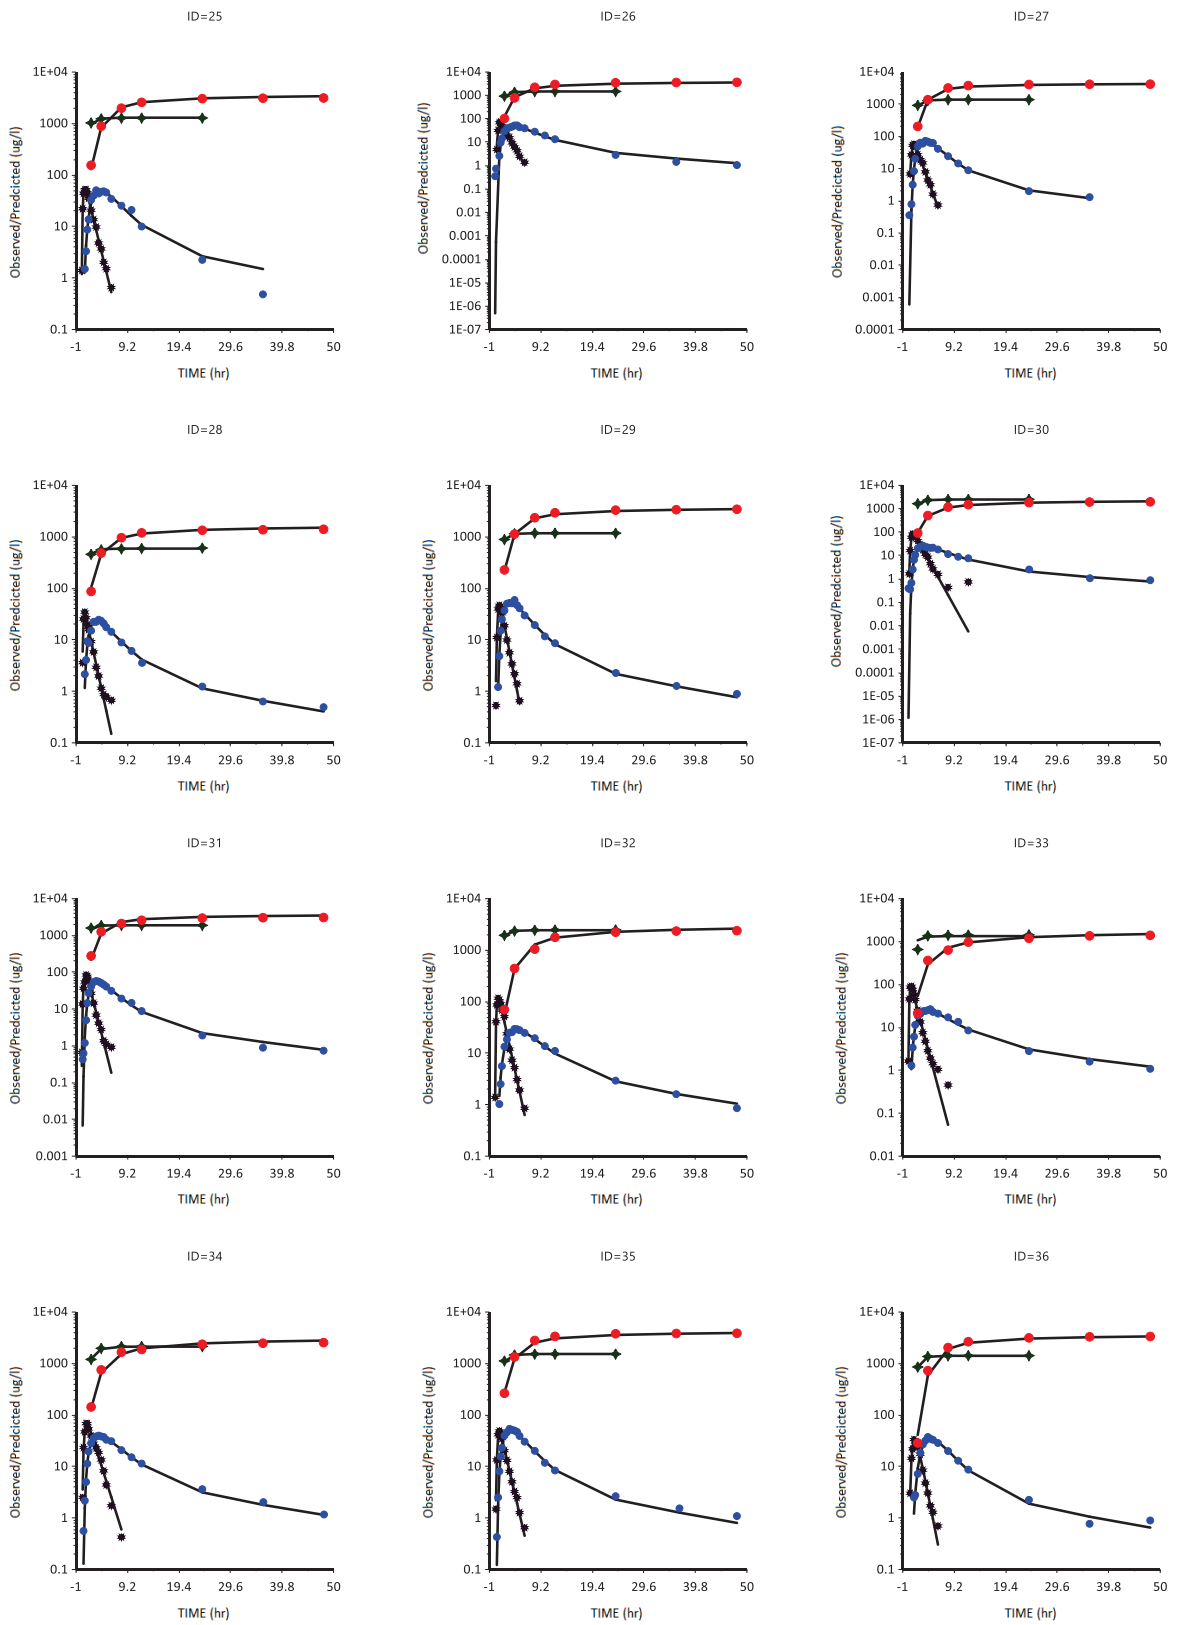 ID=25
Observed/Predcicted (ug/l)
1E+04
1000
100
10
1
0.1
-1 9.2 19.4 29.6 39.8 50
TIME (hr)
ID=26
Observed/Predcicted (ug/l)
1E+04
1000
100
10
1
0.1
0.01
0.001
0.0001
1E-05
1E-06
1E-07
-1 9.2 19.4 29.6 39.8 50
TIME (hr)
ID=27
Observed/Predcicted (ug/l)
1E+04
1000
100
10
1
0.1
0.01
0.001
0.0001
-1 9.2 19.4 29.6 39.8 50
TIME (hr)
ID=28
Observed/Predcicted (ug/l)
1E+04
1000
100
10
1
0.1
-1 9.2 19.4 29.6 39.8 50
TIME (hr)
ID=29
Observed/Predcicted (ug/l)
1E+04
1000
100
10
1
0.1
-1 9.2 19.4 29.6 39.8 50
TIME (hr)
ID=30
Observed/Predcicted (ug/l)
1E+04
1000
100
10
1
0.1
0.01
0.001
0.0001
1E-05
1E-06
1E-07
-1 9.2 19.4 29.6 39.8 50
TIME (hr)
ID=31
Observed/Predcicted (ug/l)
1E+04
1000
100
10
1
0.1
0.01
0.001
-1 9.2 19.4 29.6 39.8 50
TIME (hr)
ID=32
Observed/Predcicted (ug/l)
1E+04
1000
100
10
1
0.1
-1 9.2 19.4 29.6 39.8 50
TIME (hr)
ID=33
Observed/Predcicted (ug/l)
1E+04
1000
100
10
1
0.1
0.01
-1 9.2 19.4 29.6 39.8 50
TIME (hr)
ID=34
Observed/Predcicted (ug/l)
1E+04
1000
100
10
1
0.1
-1 9.2 19.4 29.6 39.8 50
TIME (hr)
ID=35
Observed/Predcicted (ug/l)
1E+04
1000
100
10
1
0.1
-1 9.2 19.4 29.6 39.8 50
TIME (hr)
ID=36
Observed/Predcicted (ug/l)
1E+04
1000
100
10
1
0.1
-1 9.2 19.4 29.6 39.8 50
TIME (hr)